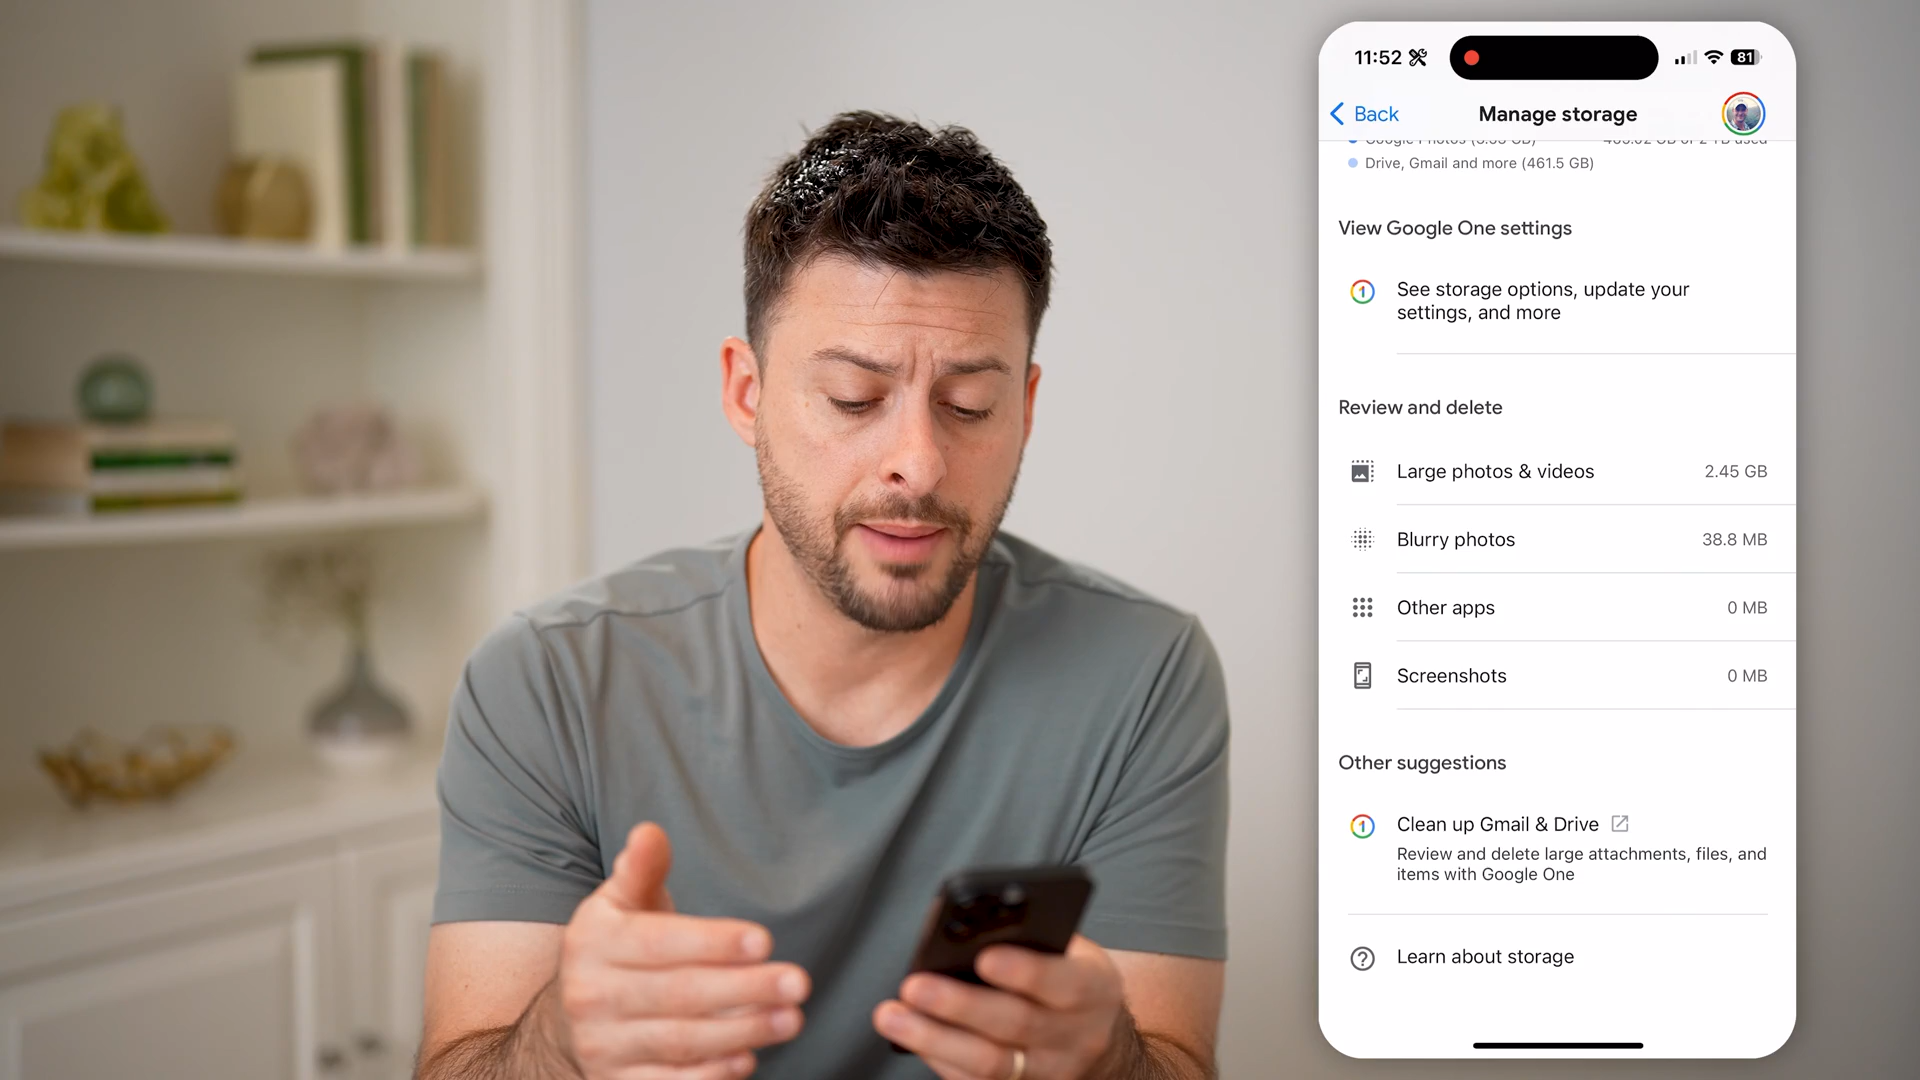 11:52
81
Back
Manage storage
Drive, Gmail and more (461.5 GB)
View Google One settings
See storage options, update your
settings, and more
Review and delete
Large photos & videos 2.45 GB
Blurry photos 38.8 MB
Other apps 0 MB
Screenshots 0 MB
Other suggestions
Clean up Gmail & Drive
Review and delete large attachments, files, and
items with Google One
Learn about storage